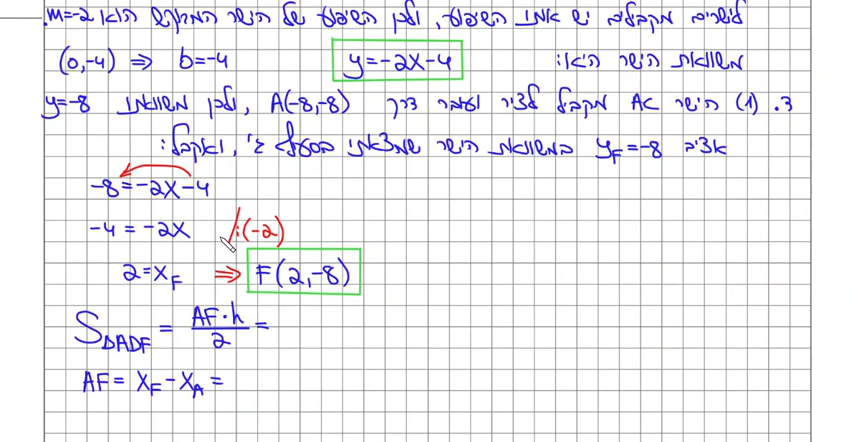 לישרים מקבילים יש אותו השיפוע, ולכן השיפוע של הישר המבוקש הוא m=-2.
משוואת הישר היא: y=-2x-4 (0,-4) ⇒ b=-4
ד. (1) הישר AF מקביל לציר ועובר דרך A(-8,-8), ולכן משוואתו y=-8.
אציב y_F=-8 במשוואת הישר שמצאתי בסעיף ג', ואקבל:
-8=-2x-4
-4=-2x /:(-2)
2=x_F ⇒ F(2,-8)
S_ΔADF = AF·h/2 =
AF = x_F - x_A =